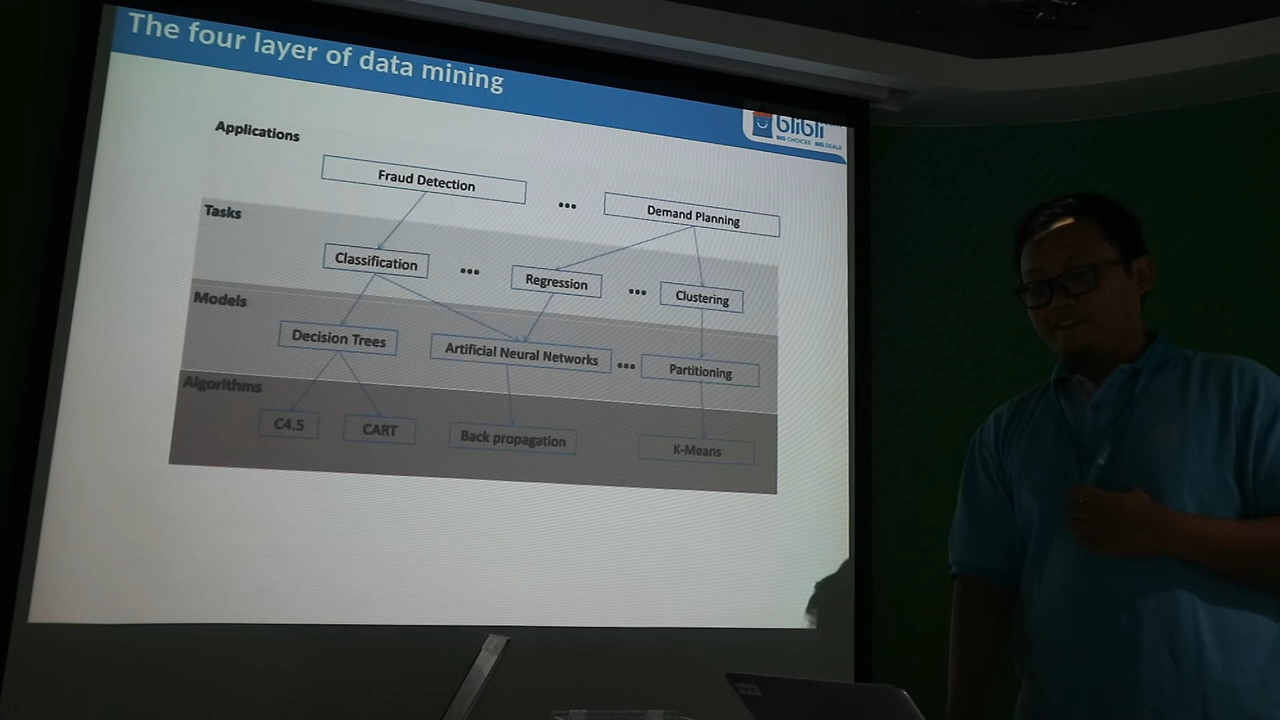 The four layer of data mining
blibli
BIG CHOICES BIG DEALS
Applications
Fraud Detection
...
Demand Planning
Tasks
Classification
...
Regression
...
Clustering
Models
Decision Trees
Artificial Neural Networks
...
Partitioning
Algorithms
C4.5
CART
Back propagation
K-Means